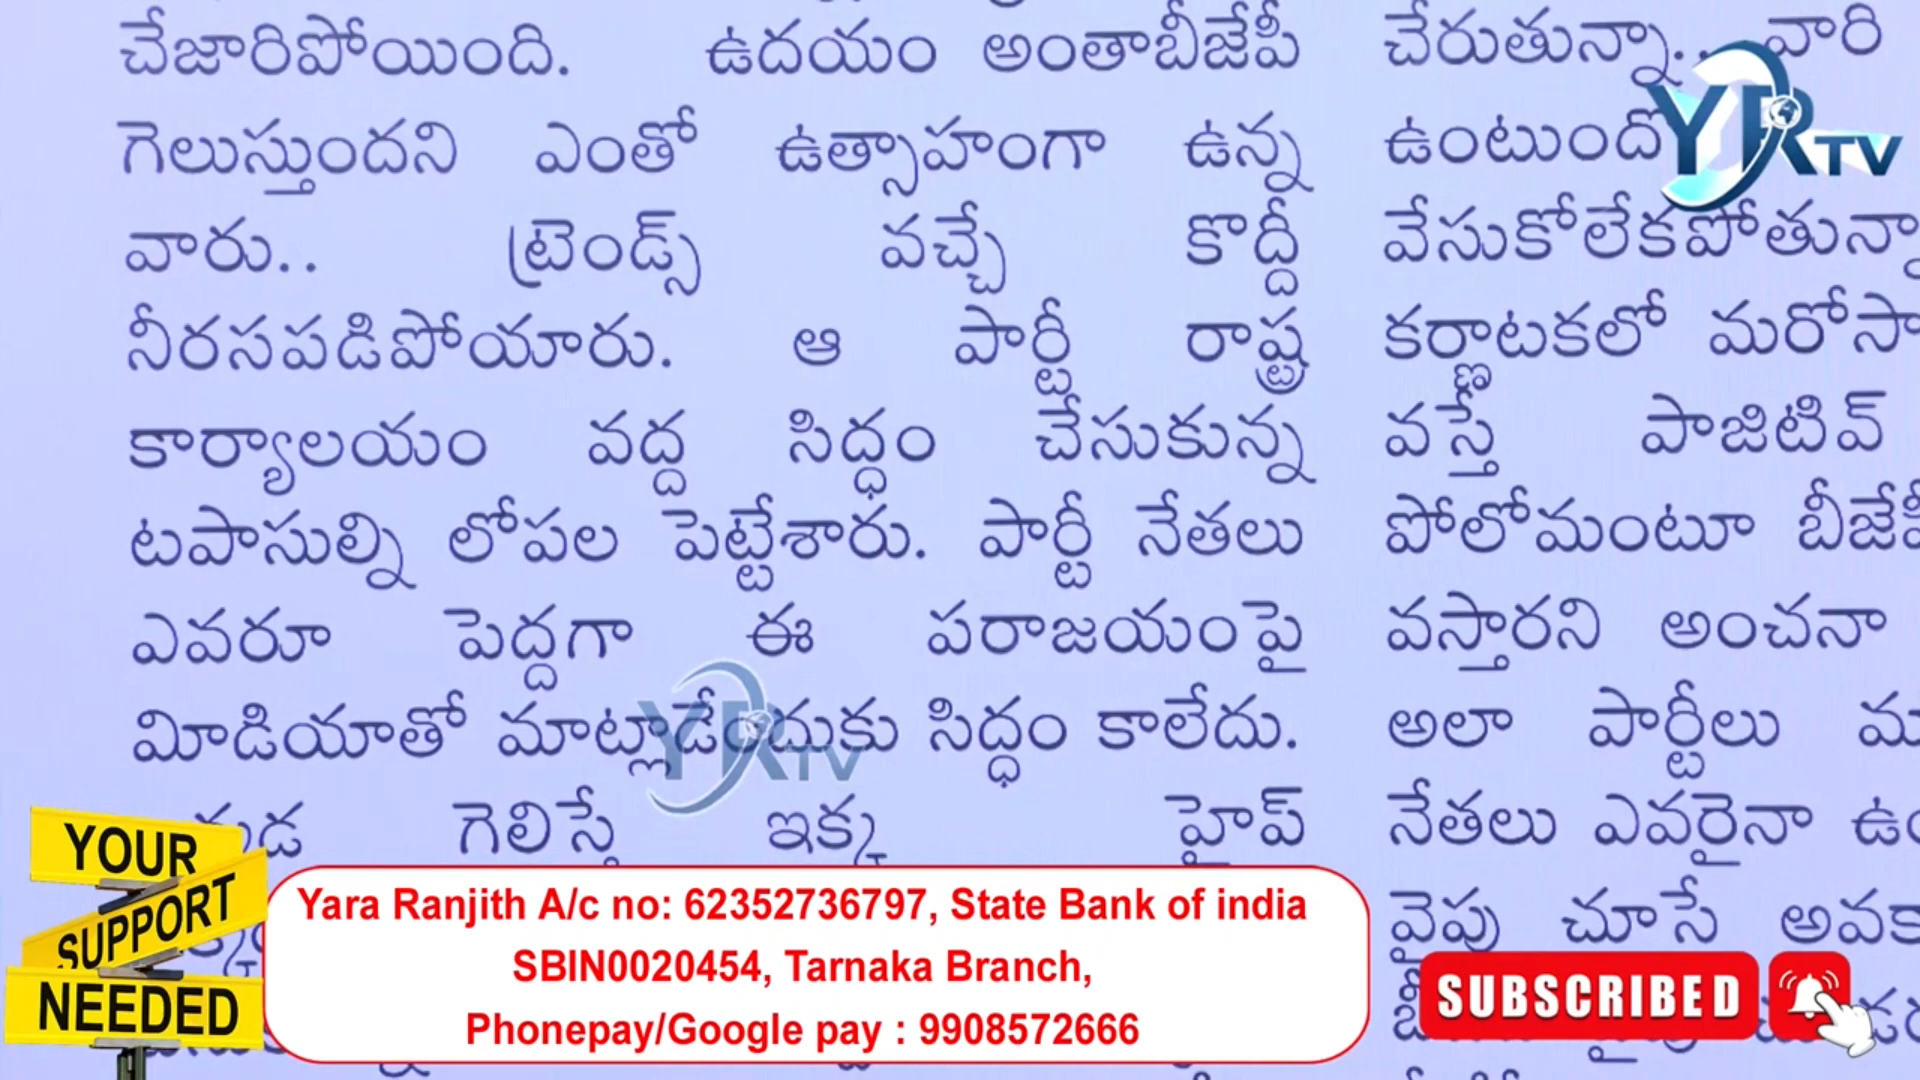 చేజారిపోయింది. ఉదయం అంతాబీజేపీ
గెలుస్తుందని ఎంతో ఉత్సాహంగా ఉన్న
వారు.. ట్రెండ్స్ వచ్చే కొద్దీ
నీరసపడిపోయారు. ఆ పార్టీ రాష్ట్ర
కార్యాలయం వద్ద సిద్ధం చేసుకున్న
టపాసుల్ని లోపల పెట్టేశారు. పార్టీ నేతలు
ఎవరూ పెద్దగా ఈ పరాజయంపై
మీడియాతో మాట్లాడేందుకు సిద్ధం కాలేదు.
గెలిస్తే ఇక్క హైప్
చేరుతున్నా.. వారి
వేసుకోలేకపోతున్నా
కర్ణాటకలో
వస్తే పాజిటివ్
పోలోమంటూ
వస్తారని అంచనా
అలా పార్టీలు
నేతలు ఎవరైనా
వైపు చూసే
YR TV
YR TV
YOUR
SUPPORT
NEEDED
Yara Ranjith A/c no: 62352736797, State Bank of india
SBIN0020454, Tarnaka Branch,
Phonepay/Google pay : 9908572666
SUBSCRIBED